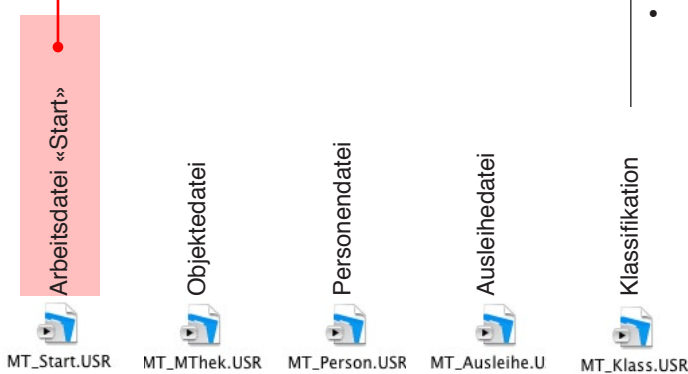 Arbeitsdatei «Start»
Objektedatei
Personendatei
Ausleihedatei
Klassifikation
MT_Start.USR
MT_MThek.USR
MT_Person.USR
MT_Ausleihe.U
MT_Klass.USR